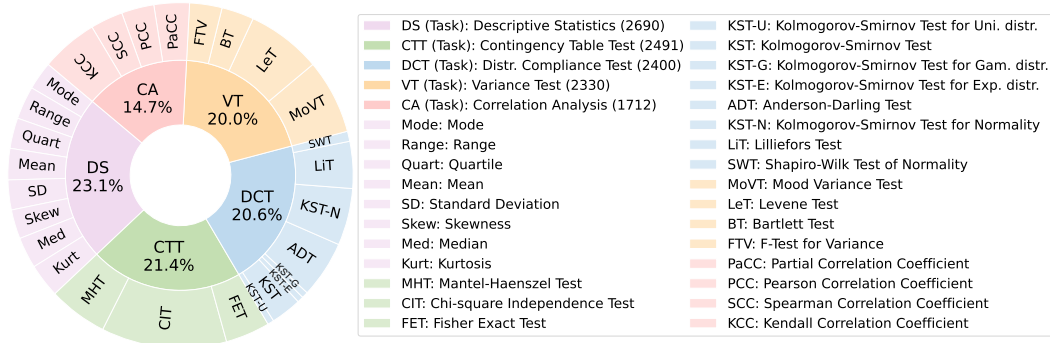 KCC
SCC
PCC
PaCC
FTV
BT
LeT
MoVT
SWT
LiT
KST-N
ADT
KST-G
KST-E
KST
KST-U
FET
CIT
MHT
Kurt
Med
Skew
SD
Mean
Quart
Range
Mode
CA
14.7%
VT
20.0%
DS
23.1%
DCT
20.6%
CTT
21.4%
DS (Task): Descriptive Statistics (2690)
CTT (Task): Contingency Table Test (2491)
DCT (Task): Distr. Compliance Test (2400)
VT (Task): Variance Test (2330)
CA (Task): Correlation Analysis (1712)
Mode: Mode
Range: Range
Quart: Quartile
Mean: Mean
SD: Standard Deviation
Skew: Skewness
Med: Median
Kurt: Kurtosis
MHT: Mantel-Haenszel Test
CIT: Chi-square Independence Test
FET: Fisher Exact Test
KST-U: Kolmogorov-Smirnov Test for Uni. distr.
KST: Kolmogorov-Smirnov Test
KST-G: Kolmogorov-Smirnov Test for Gam. distr.
KST-E: Kolmogorov-Smirnov Test for Exp. distr.
ADT: Anderson-Darling Test
KST-N: Kolmogorov-Smirnov Test for Normality
LiT: Lilliefors Test
SWT: Shapiro-Wilk Test of Normality
MoVT: Mood Variance Test
LeT: Levene Test
BT: Bartlett Test
FTV: F-Test for Variance
PaCC: Partial Correlation Coefficient
PCC: Pearson Correlation Coefficient
SCC: Spearman Correlation Coefficient
KCC: Kendall Correlation Coefficient